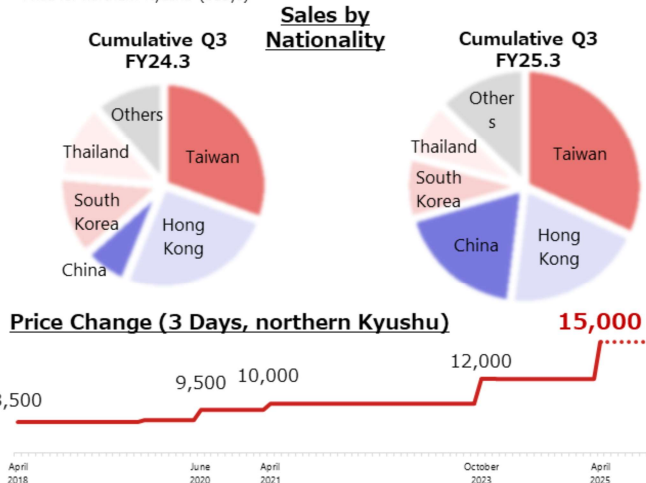 Sales by
Nationality
Cumulative Q3
FY24.3
Cumulative Q3
FY25.3
Others
Taiwan
Thailand
South
Korea
Hong
Kong
China
Other
s
Taiwan
Thailand
South
Korea
China
Hong
Kong
Price Change (3 Days, northern Kyushu)
15,000
12,000
9,500
10,000
,500
April
2018
June
2020
April
2021
October
2023
April
2025